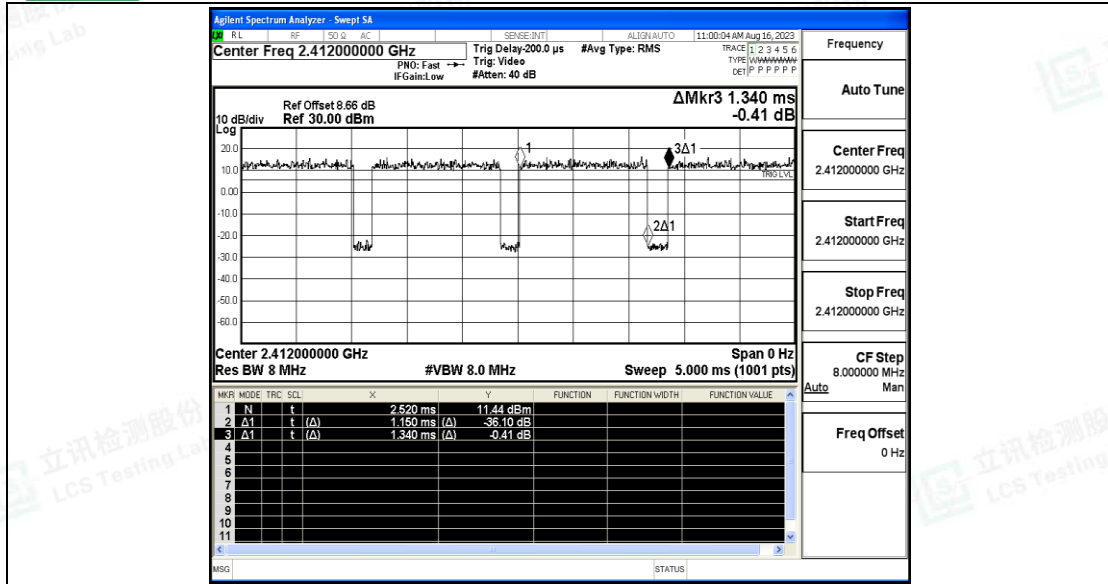 Agilent Spectrum Analyzer - Swept SA
RL RF 50 Ω AC SENSE:INT ALIGNAUTO 11:00:04 AM Aug 16, 2023
Center Freq 2.412000000 GHz
PNO: Fast
IFGain:Low
Trig Delay-200.0 µs
Trig: Video
#Atten: 40 dB
#Avg Type: RMS
TRACE 1 2 3 4 5 6
TYPE
DET P P P P P P
ΔMkr3 1.340 ms
-0.41 dB
Ref Offset 8.66 dB
10 dB/div Ref 30.00 dBm
Log
20.0
10.0
0.00
-10.0
-20.0
-30.0
-40.0
-50.0
-60.0
1
3Δ1
TRIG LVL
2Δ1
Center 2.412000000 GHz Span 0 Hz
Res BW 8 MHz #VBW 8.0 MHz Sweep 5.000 ms (1001 pts)
MKR MODE TRC SCL X Y FUNCTION FUNCTION WIDTH FUNCTION VALUE
1 N t 2.520 ms 11.44 dBm
2 Δ1 t (Δ) 1.150 ms (Δ) -36.10 dB
3 Δ1 t (Δ) 1.340 ms (Δ) -0.41 dB
4
5
6
7
8
9
10
11
MSG STATUS
Frequency
Auto Tune
Center Freq
2.412000000 GHz
Start Freq
2.412000000 GHz
Stop Freq
2.412000000 GHz
CF Step
8.000000 MHz
Auto Man
Freq Offset
0 Hz
立讯检测股份
LCS Testing Lab
立讯检测股份
LCS Testing